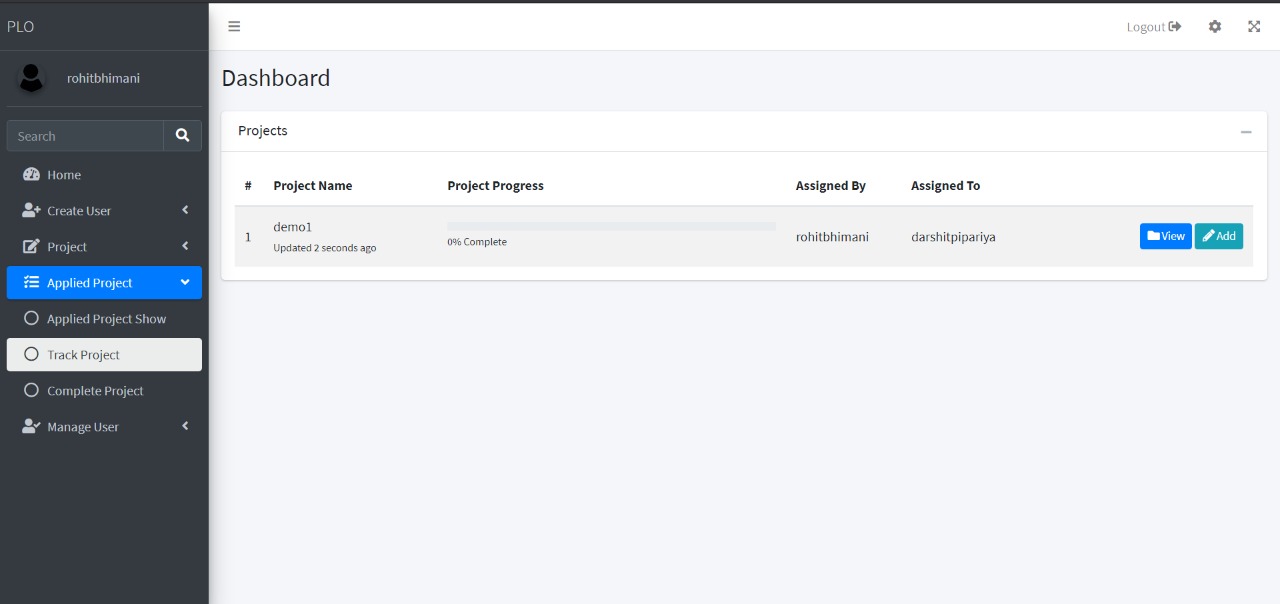 PLO
Logout
rohitbhimani
Dashboard
Search
Projects
Home
# Project Name Project Progress Assigned By Assigned To
Create User
demo1
1 0% Complete rohitbhimani darshitpipariya View Add
Updated 2 seconds ago
Project
Applied Project
Applied Project Show
Track Project
Complete Project
Manage User